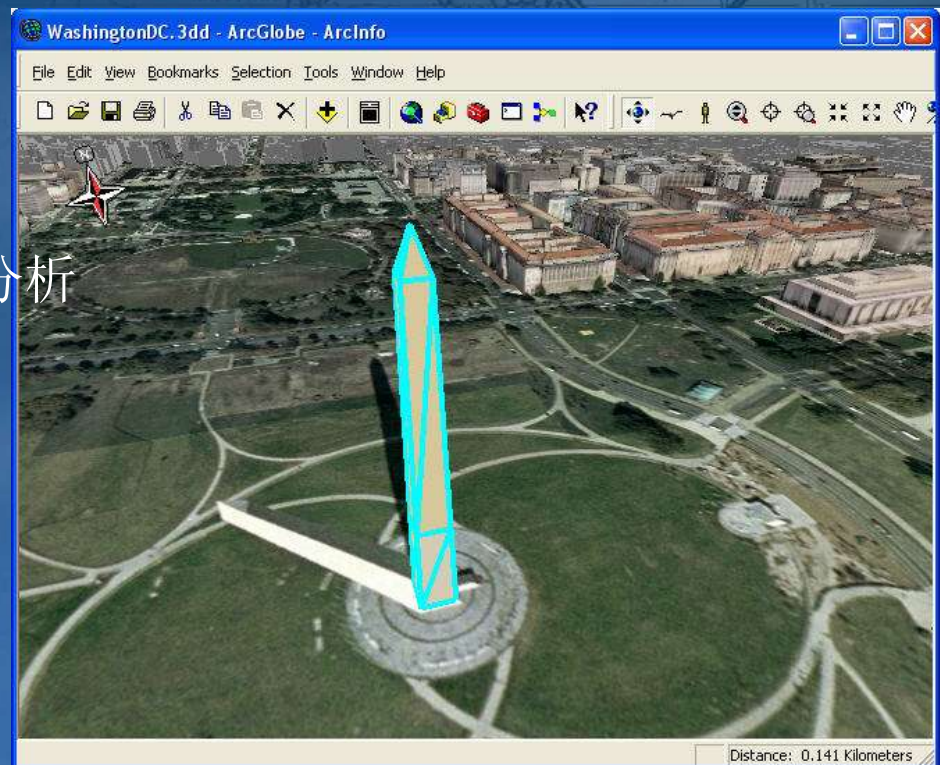 WashingtonDC.3dd - ArcGlobe - ArcInfo
File Edit View Bookmarks Selection Tools Window Help
N
分析
Distance: 0.141 Kilometers